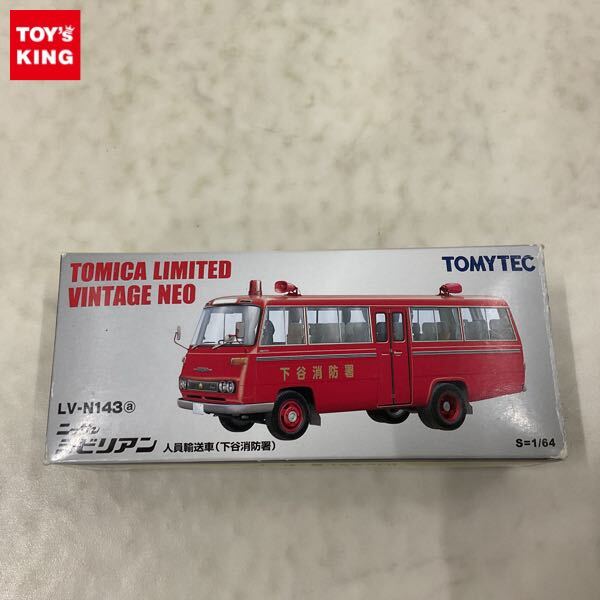 TOY's
KING
TOMICA LIMITED
VINTAGE NEO
TOMYTEC
下谷消防署
LV-N143ⓐ
ニッサン
シビリアン 人員輸送車(下谷消防署)
S=1/64